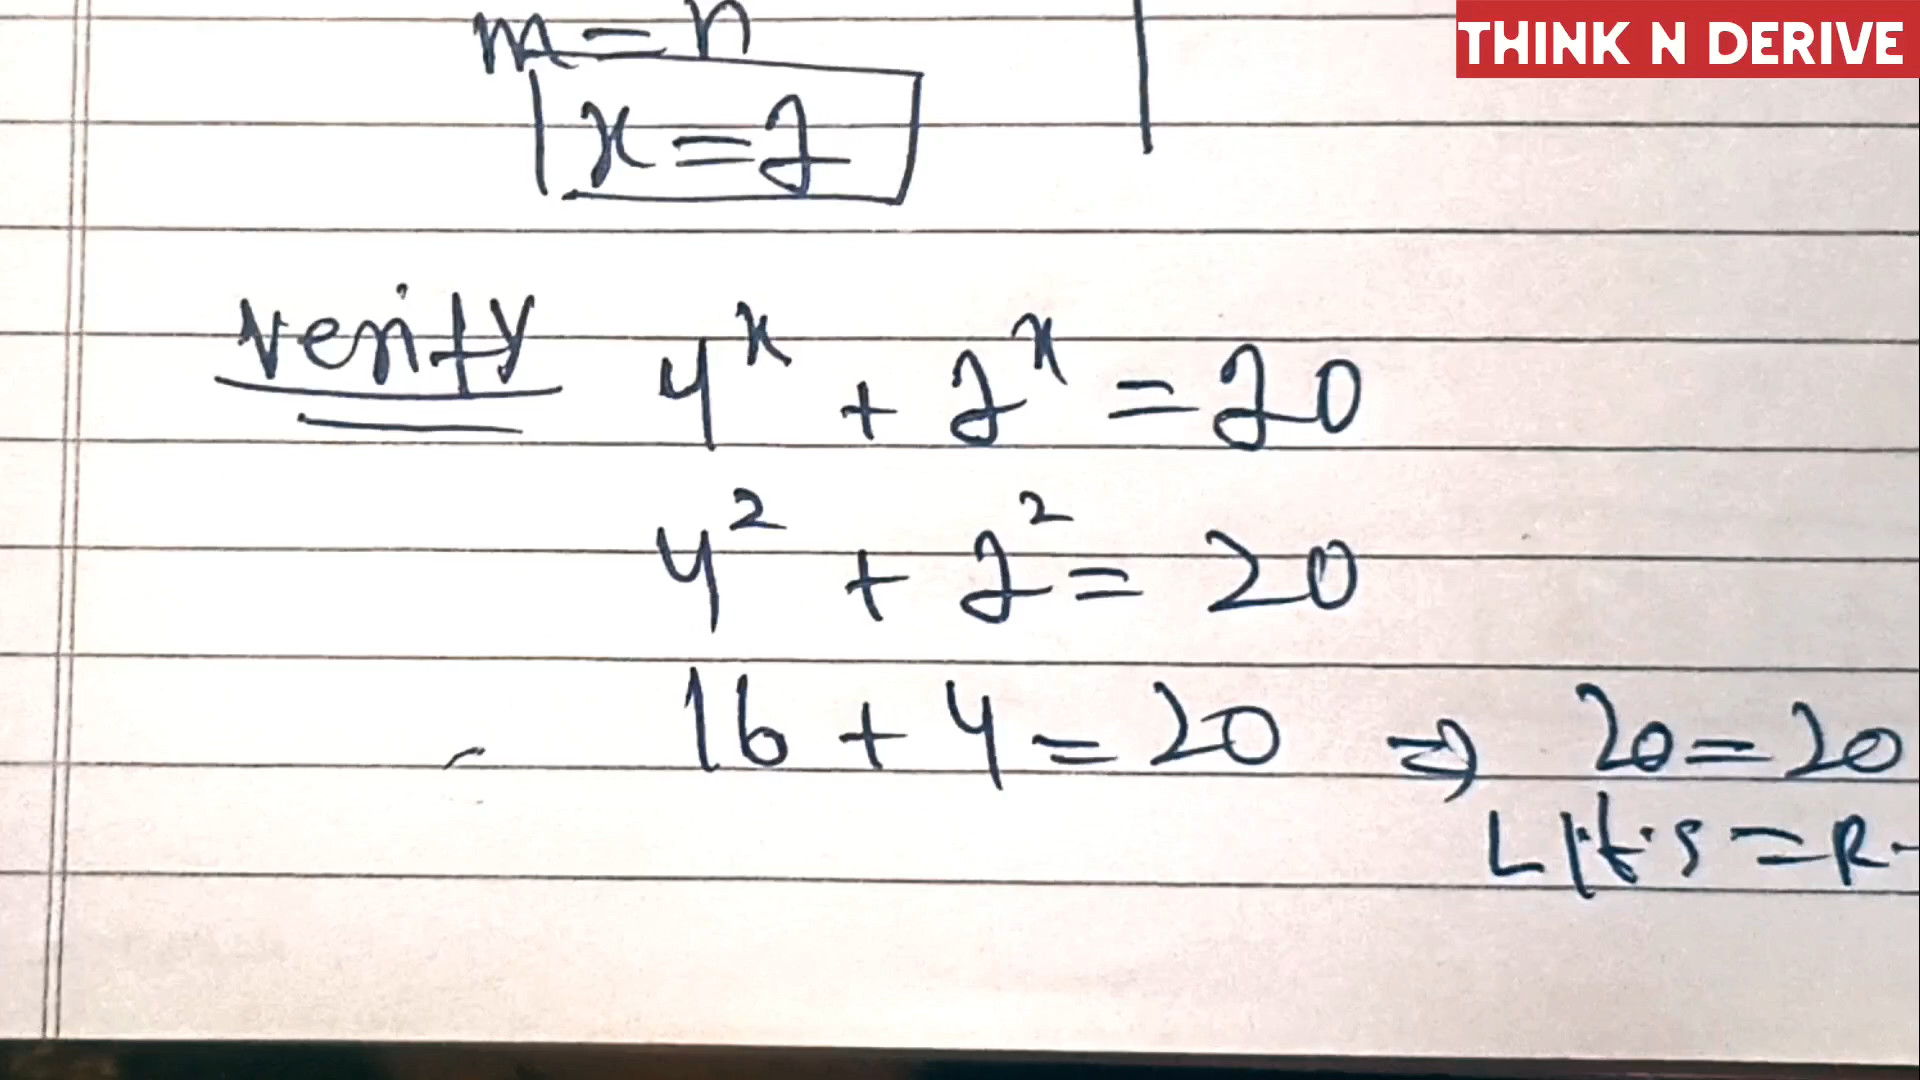 THINK N DERIVE
m = n
x = 2
Verify 4^x + 2^x = 20
4^2 + 2^2 = 20
16 + 4 = 20 ⇒ 20 = 20
L.H.S = R.